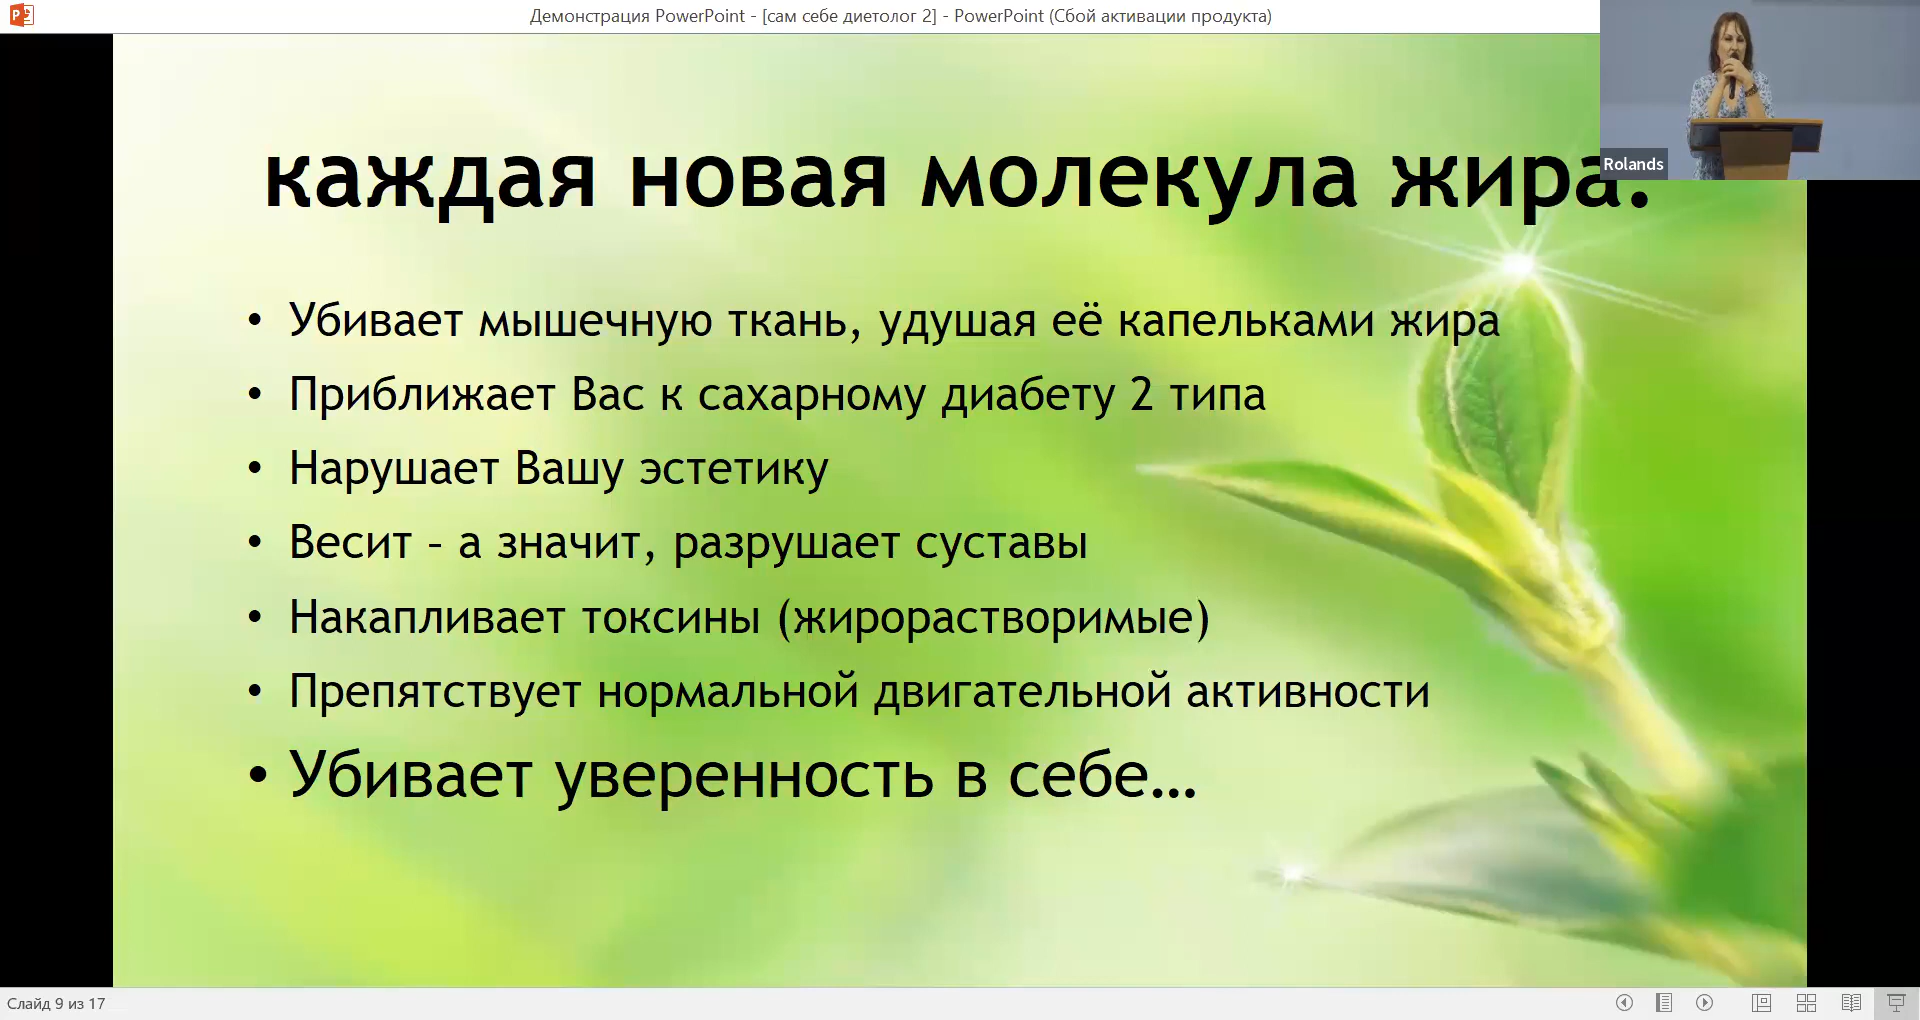 Демонстрация PowerPoint - [сам себе диетолог 2] - PowerPoint (Сбой активации продукта)
Rolands
каждая новая молекула жира:
• Убивает мышечную ткань, удушая её капельками жира
• Приближает Вас к сахарному диабету 2 типа
• Нарушает Вашу эстетику
• Весит – а значит, разрушает суставы
• Накапливает токсины (жирорастворимые)
• Препятствует нормальной двигательной активности
• Убивает уверенность в себе…
Слайд 9 из 17